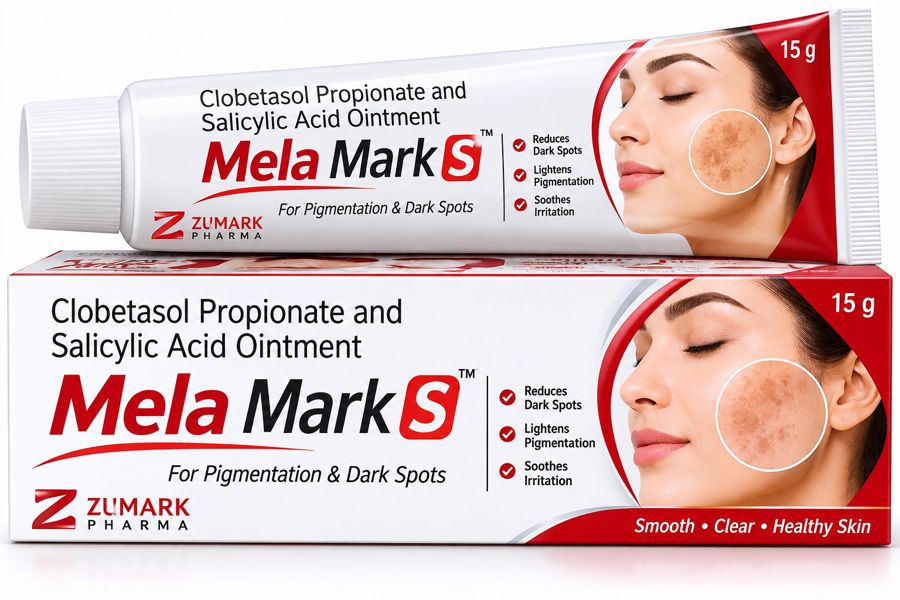 Clobetasol Propionate and
Salicylic Acid Ointment
Mela Mark S™
For Pigmentation & Dark Spots
ZUMARK
PHARMA
Reduces
Dark Spots
Lightens
Pigmentation
Soothes
Irritation
15 g
Clobetasol Propionate and
Salicylic Acid Ointment
Mela Mark S™
For Pigmentation & Dark Spots
ZUMARK
PHARMA
Reduces
Dark Spots
Lightens
Pigmentation
Soothes
Irritation
15 g
Smooth • Clear • Healthy Skin